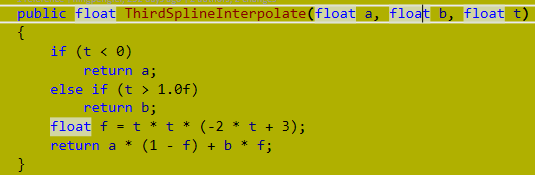 public float ThirdSplineInterpolate(float a, float b, float t)
{
    if (t < 0)
        return a;
    else if (t > 1.0f)
        return b;
    float f = t * t * (-2 * t + 3);
    return a * (1 - f) + b * f;
}